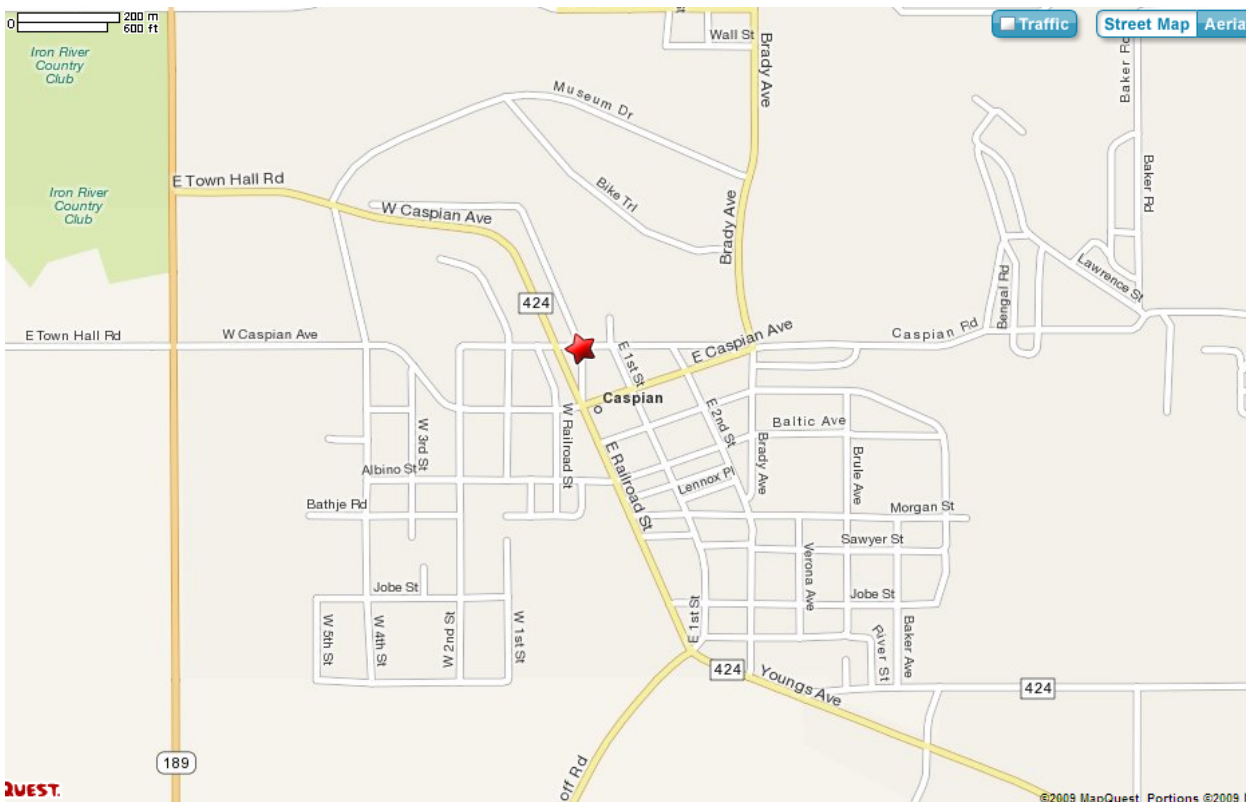 0
200 m
600 ft
Traffic
Street Map
Aeria
Iron River
Country
Club
Wall St
St
Brady Ave
Baker Rd
Museum Dr
E Town Hall Rd
Iron River
Country
Club
Bike Trl
Baker Rd
W Caspian Ave
Brady Ave
Lawrence St
Bengal Rd
424
E Town Hall Rd
W Caspian Ave
E Caspian Ave
Caspian Rd
E 1st St
Caspian
E 2nd St
W 3rd St
W Railroad St
Baltic Ave
E Railroad St
Brady Ave
Brule Ave
Albino St
Lennox Pl
Bathje Rd
Morgan St
Sawyer St
Verona Ave
Jobe St
Jobe St
W 5th St
W 4th St
W 2nd St
W 1st St
E 1st St
River St
Baker Ave
424
Youngs Ave
424
189
off Rd
QUEST.
©2009 MapQuest Portions ©2009